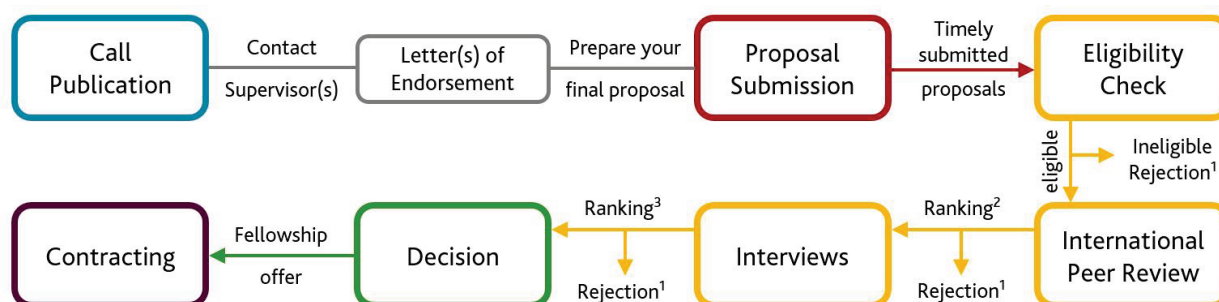 Call
Publication
Contact
Supervisor(s)
Letter(s) of
Endorsement
Prepare your
final proposal
Proposal
Submission
Timely
submitted
proposals
Eligibility
Check
eligible
Ineligible
Rejection¹
International
Peer Review
Ranking²
Rejection¹
Interviews
Ranking³
Rejection¹
Decision
Fellowship
offer
Contracting